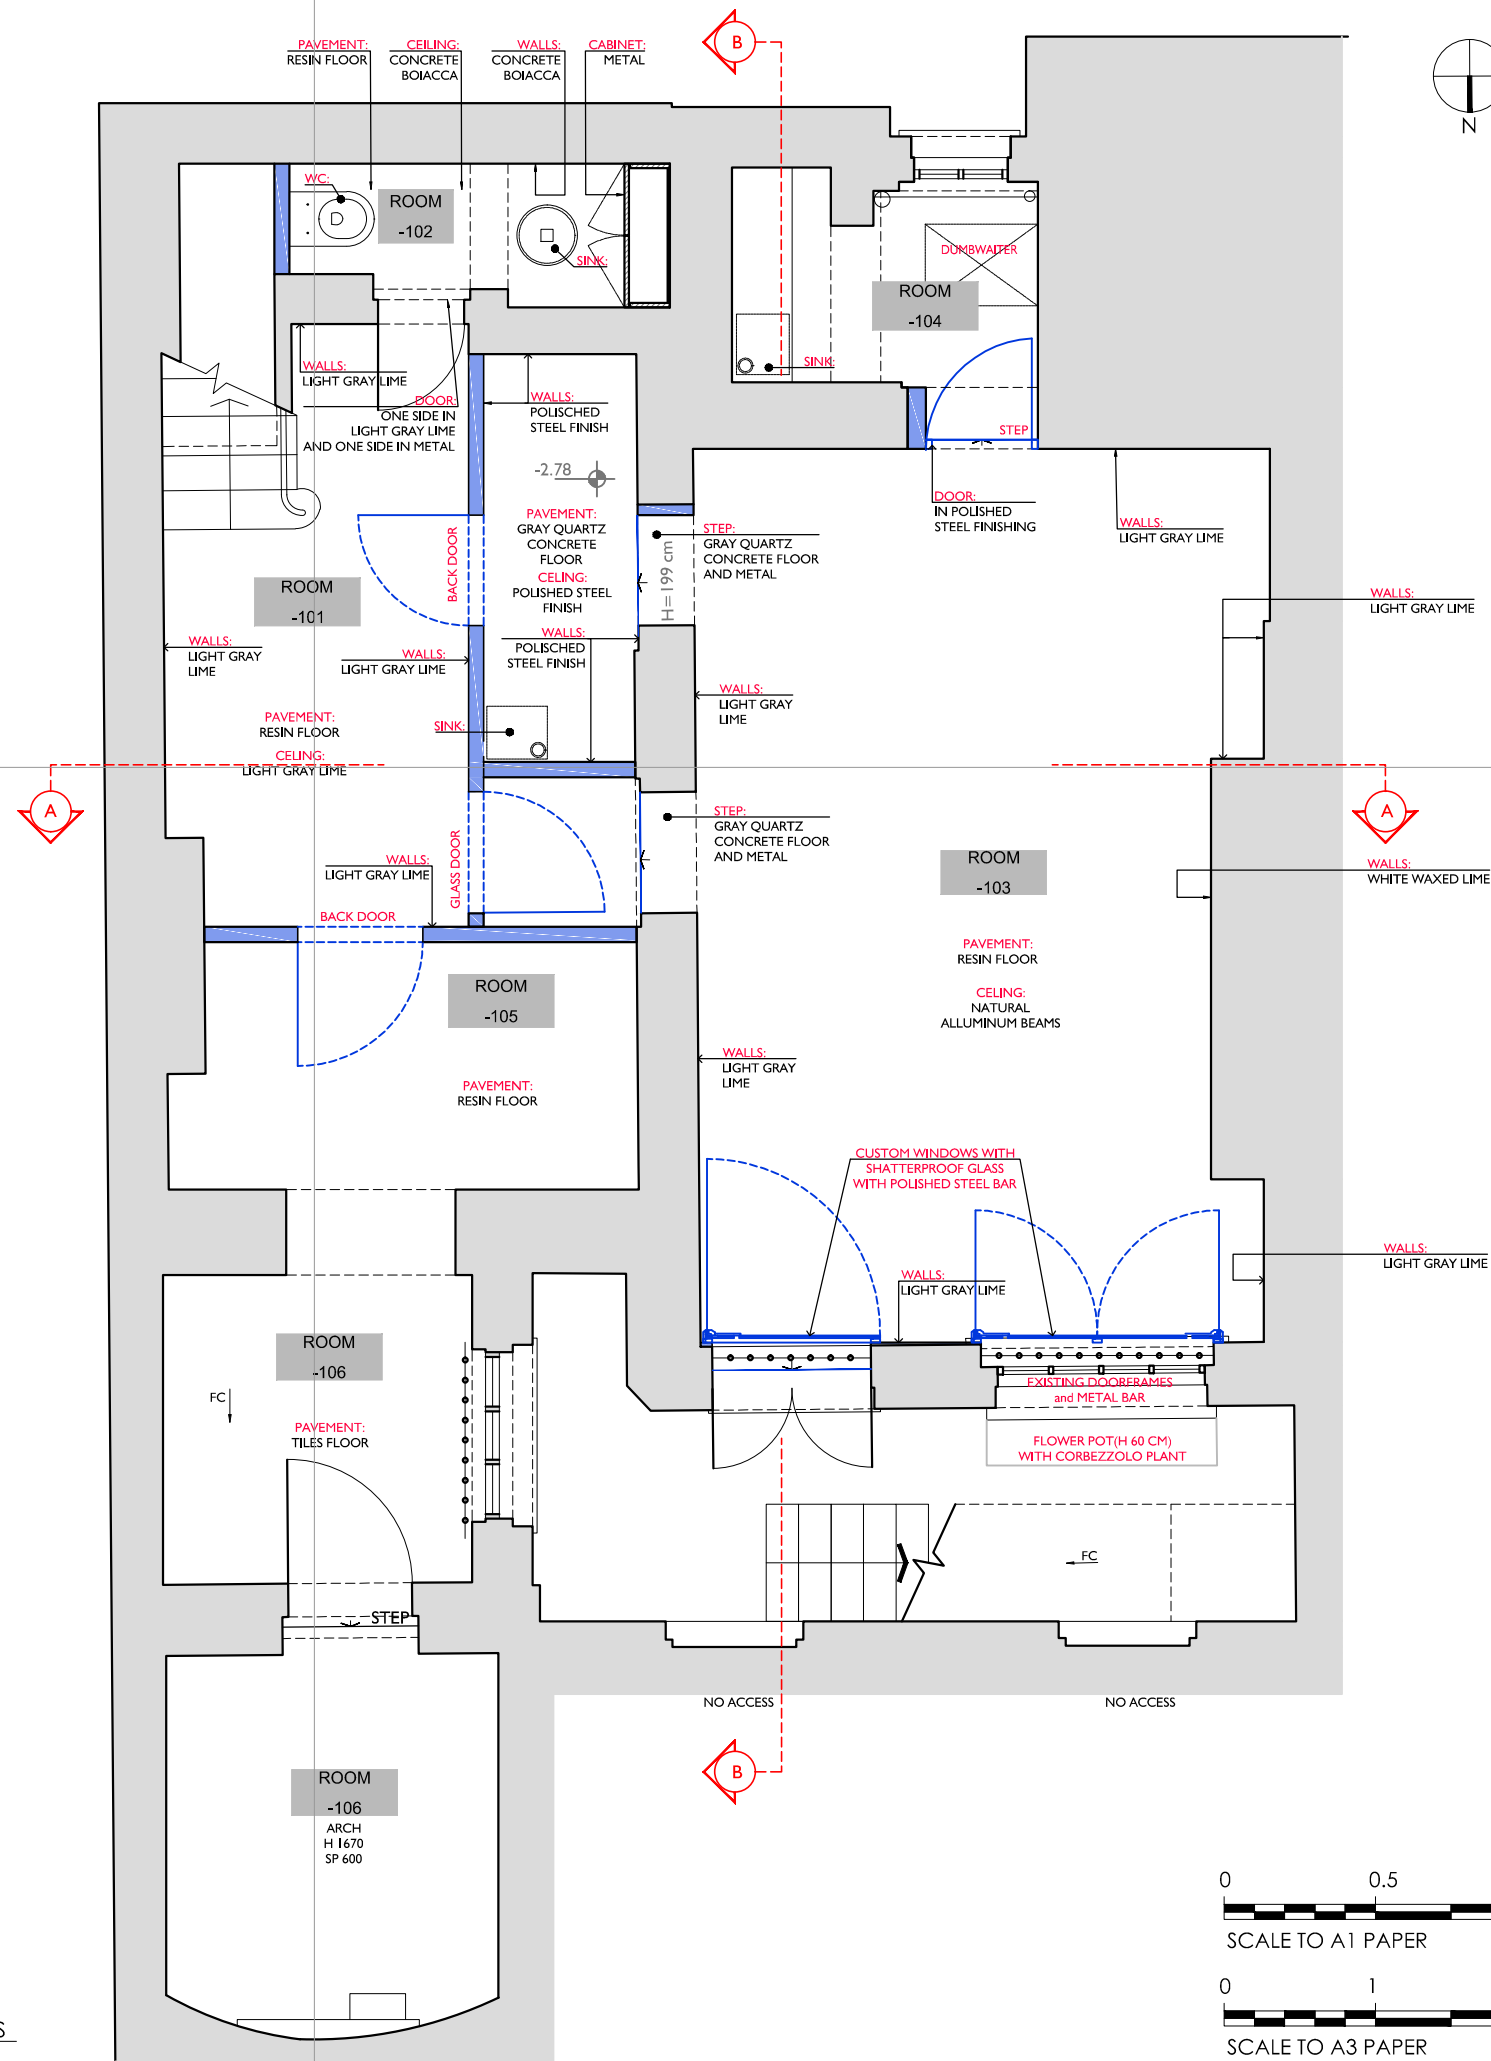 PAVEMENT:
RESIN FLOOR
CEILING:
CONCRETE
BOIACCA
WALLS:
CONCRETE
BOIACCA
CABINET:
METAL
B
N
WC:
ROOM
-102
SINK:
DUMBWAITER
ROOM
-104
SINK:
STEP
WALLS:
LIGHT GRAY LIME
DOOR:
ONE SIDE IN
LIGHT GRAY LIME
AND ONE SIDE IN METAL
WALLS:
POLISCHED
STEEL FINISH
-2.78
PAVEMENT:
GRAY QUARTZ
CONCRETE
FLOOR
CELING:
POLISHED STEEL
FINISH
WALLS:
POLISCHED
STEEL FINISH
BACK DOOR
H= 199 cm
STEP:
GRAY QUARTZ
CONCRETE FLOOR
AND METAL
DOOR:
IN POLISHED
STEEL FINISHING
WALLS:
LIGHT GRAY LIME
WALLS:
LIGHT GRAY LIME
ROOM
-101
WALLS:
LIGHT GRAY
LIME
WALLS:
LIGHT GRAY LIME
WALLS:
LIGHT GRAY
LIME
PAVEMENT:
RESIN FLOOR
CELING:
LIGHT GRAY LIME
SINK:
A
A
STEP:
GRAY QUARTZ
CONCRETE FLOOR
AND METAL
GLASS DOOR
WALLS:
LIGHT GRAY LIME
BACK DOOR
ROOM
-103
WALLS:
WHITE WAXED LIME
PAVEMENT:
RESIN FLOOR
CELING:
NATURAL
ALLUMINUM BEAMS
ROOM
-105
PAVEMENT:
RESIN FLOOR
WALLS:
LIGHT GRAY
LIME
CUSTOM WINDOWS WITH
SHATTERPROOF GLASS
WITH POLISHED STEEL BAR
WALLS:
LIGHT GRAY LIME
WALLS:
LIGHT GRAY LIME
ROOM
-106
FC
PAVEMENT:
TILES FLOOR
EXISTING DOORFRAMES
and METAL BAR
FLOWER POT(H 60 CM)
WITH CORBEZZOLO PLANT
FC
STEP
NO ACCESS
NO ACCESS
B
ROOM
-106
ARCH
H 1670
SP 600
0 0.5
SCALE TO A1 PAPER
0 1
SCALE TO A3 PAPER
S